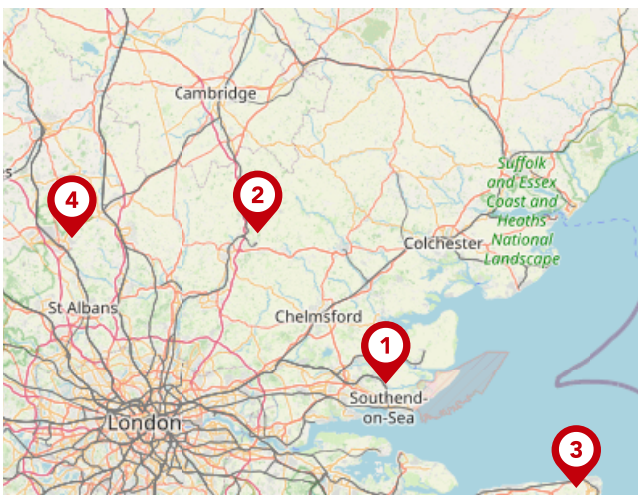 Cambridge
Suffolk
and Essex
Coast and
Heaths
National
Landscape
2
4
Colchester
St Albans
Chelmsford
1
Southend-
on-Sea
London
3